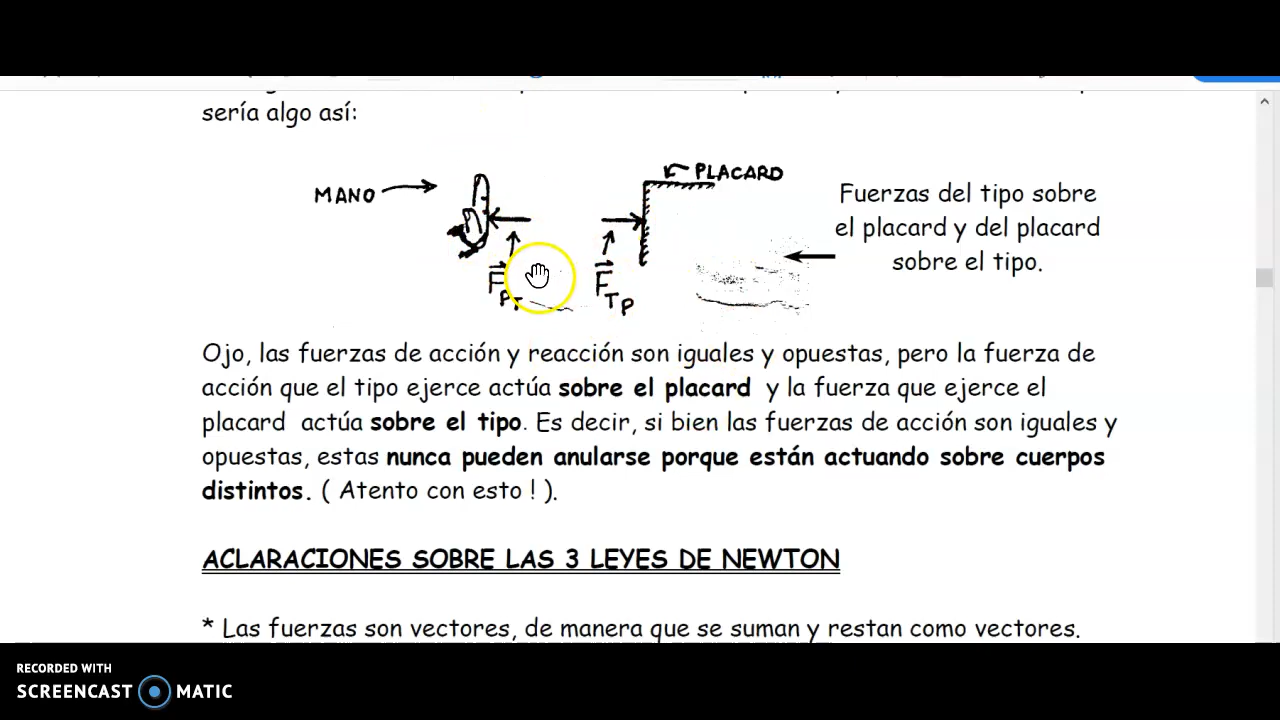 sería algo así:
MANO
PLACARD
Fuerzas del tipo sobre
el placard y del placard
sobre el tipo.
F PT
F TP
Ojo, las fuerzas de acción y reacción son iguales y opuestas, pero la fuerza de
acción que el tipo ejerce actúa sobre el placard y la fuerza que ejerce el
placard actúa sobre el tipo. Es decir, si bien las fuerzas de acción son iguales y
opuestas, estas nunca pueden anularse porque están actuando sobre cuerpos
distintos. ( Atento con esto ! ).
ACLARACIONES SOBRE LAS 3 LEYES DE NEWTON
* Las fuerzas son vectores, de manera que se suman y restan como vectores.
RECORDED WITH
SCREENCAST MATIC